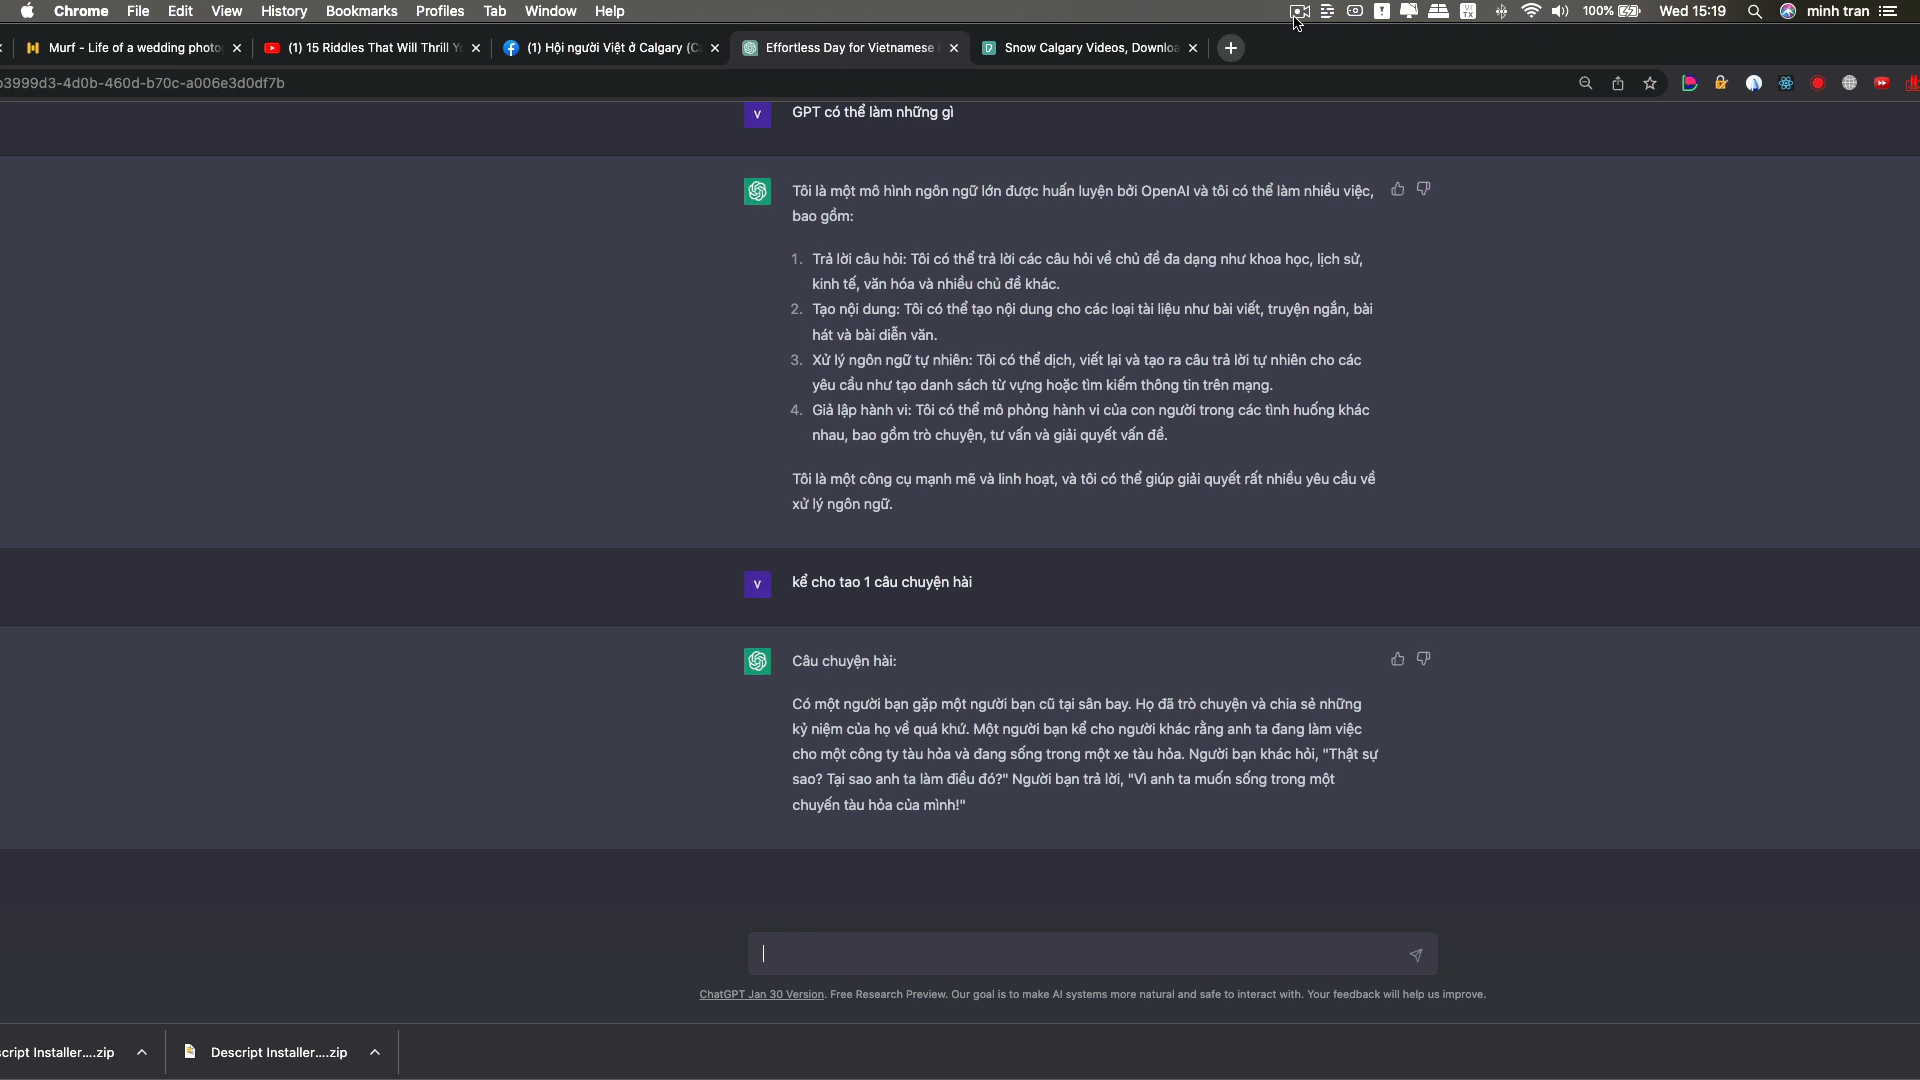 Chrome File Edit View History Bookmarks Profiles Tab Window Help 100% Wed 15:19 minh tran
Murf - Life of a wedding photo (1) 15 Riddles That Will Thrill Yo (1) Hội người Việt ở Calgary (Ca Effortless Day for Vietnamese Snow Calgary Videos, Downloa
3999d3-4d0b-460d-b70c-a006e3d0df7b
V GPT có thể làm những gì
Tôi là một mô hình ngôn ngữ lớn được huấn luyện bởi OpenAI và tôi có thể làm nhiều việc,
bao gồm:
1. Trả lời câu hỏi: Tôi có thể trả lời các câu hỏi về chủ đề đa dạng như khoa học, lịch sử,
kinh tế, văn hóa và nhiều chủ đề khác.
2. Tạo nội dung: Tôi có thể tạo nội dung cho các loại tài liệu như bài viết, truyện ngắn, bài
hát và bài diễn văn.
3. Xử lý ngôn ngữ tự nhiên: Tôi có thể dịch, viết lại và tạo ra câu trả lời tự nhiên cho các
yêu cầu như tạo danh sách từ vựng hoặc tìm kiếm thông tin trên mạng.
4. Giả lập hành vi: Tôi có thể mô phỏng hành vi của con người trong các tình huống khác
nhau, bao gồm trò chuyện, tư vấn và giải quyết vấn đề.
Tôi là một công cụ mạnh mẽ và linh hoạt, và tôi có thể giúp giải quyết rất nhiều yêu cầu về
xử lý ngôn ngữ.
V kể cho tao 1 câu chuyện hài
Câu chuyện hài:
Có một người bạn gặp một người bạn cũ tại sân bay. Họ đã trò chuyện và chia sẻ những
kỷ niệm của họ về quá khứ. Một người bạn kể cho người khác rằng anh ta đang làm việc
cho một công ty tàu hỏa và đang sống trong một xe tàu hỏa. Người bạn khác hỏi, "Thật sự
sao? Tại sao anh ta làm điều đó?" Người bạn trả lời, "Vì anh ta muốn sống trong một
chuyến tàu hỏa của mình!"
ChatGPT Jan 30 Version. Free Research Preview. Our goal is to make AI systems more natural and safe to interact with. Your feedback will help us improve.
cript Installer....zip Descript Installer....zip